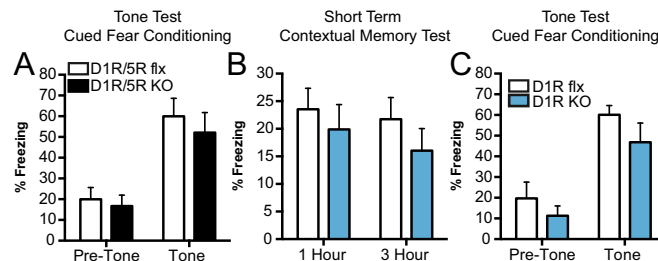 Tone Test
Cued Fear Conditioning
Short Term
Contextual Memory Test
Tone Test
Cued Fear Conditioning
A
D1R/5R flx
D1R/5R KO
% Freezing
80
70
60
50
40
30
20
10
0
Pre-Tone Tone
B
% Freezing
30
25
20
15
10
5
0
1 Hour 3 Hour
C
D1R flx
D1R KO
% Freezing
80
70
60
50
40
30
20
10
0
Pre-Tone Tone